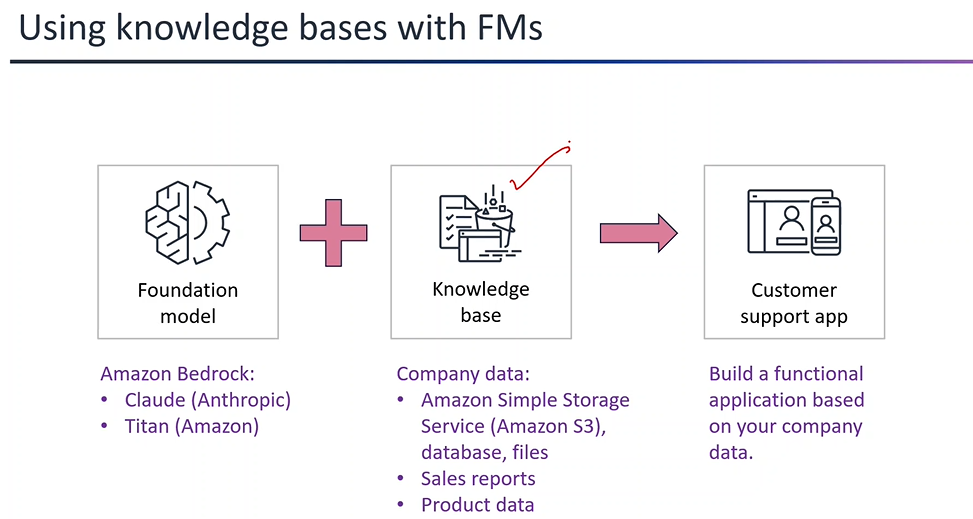 Using knowledge bases with FMs
Foundation
model
Knowledge
base
Customer
support app
Amazon Bedrock:
• Claude (Anthropic)
• Titan (Amazon)
Company data:
• Amazon Simple Storage
Service (Amazon S3),
database, files
• Sales reports
• Product data
Build a functional
application based
on your company
data.